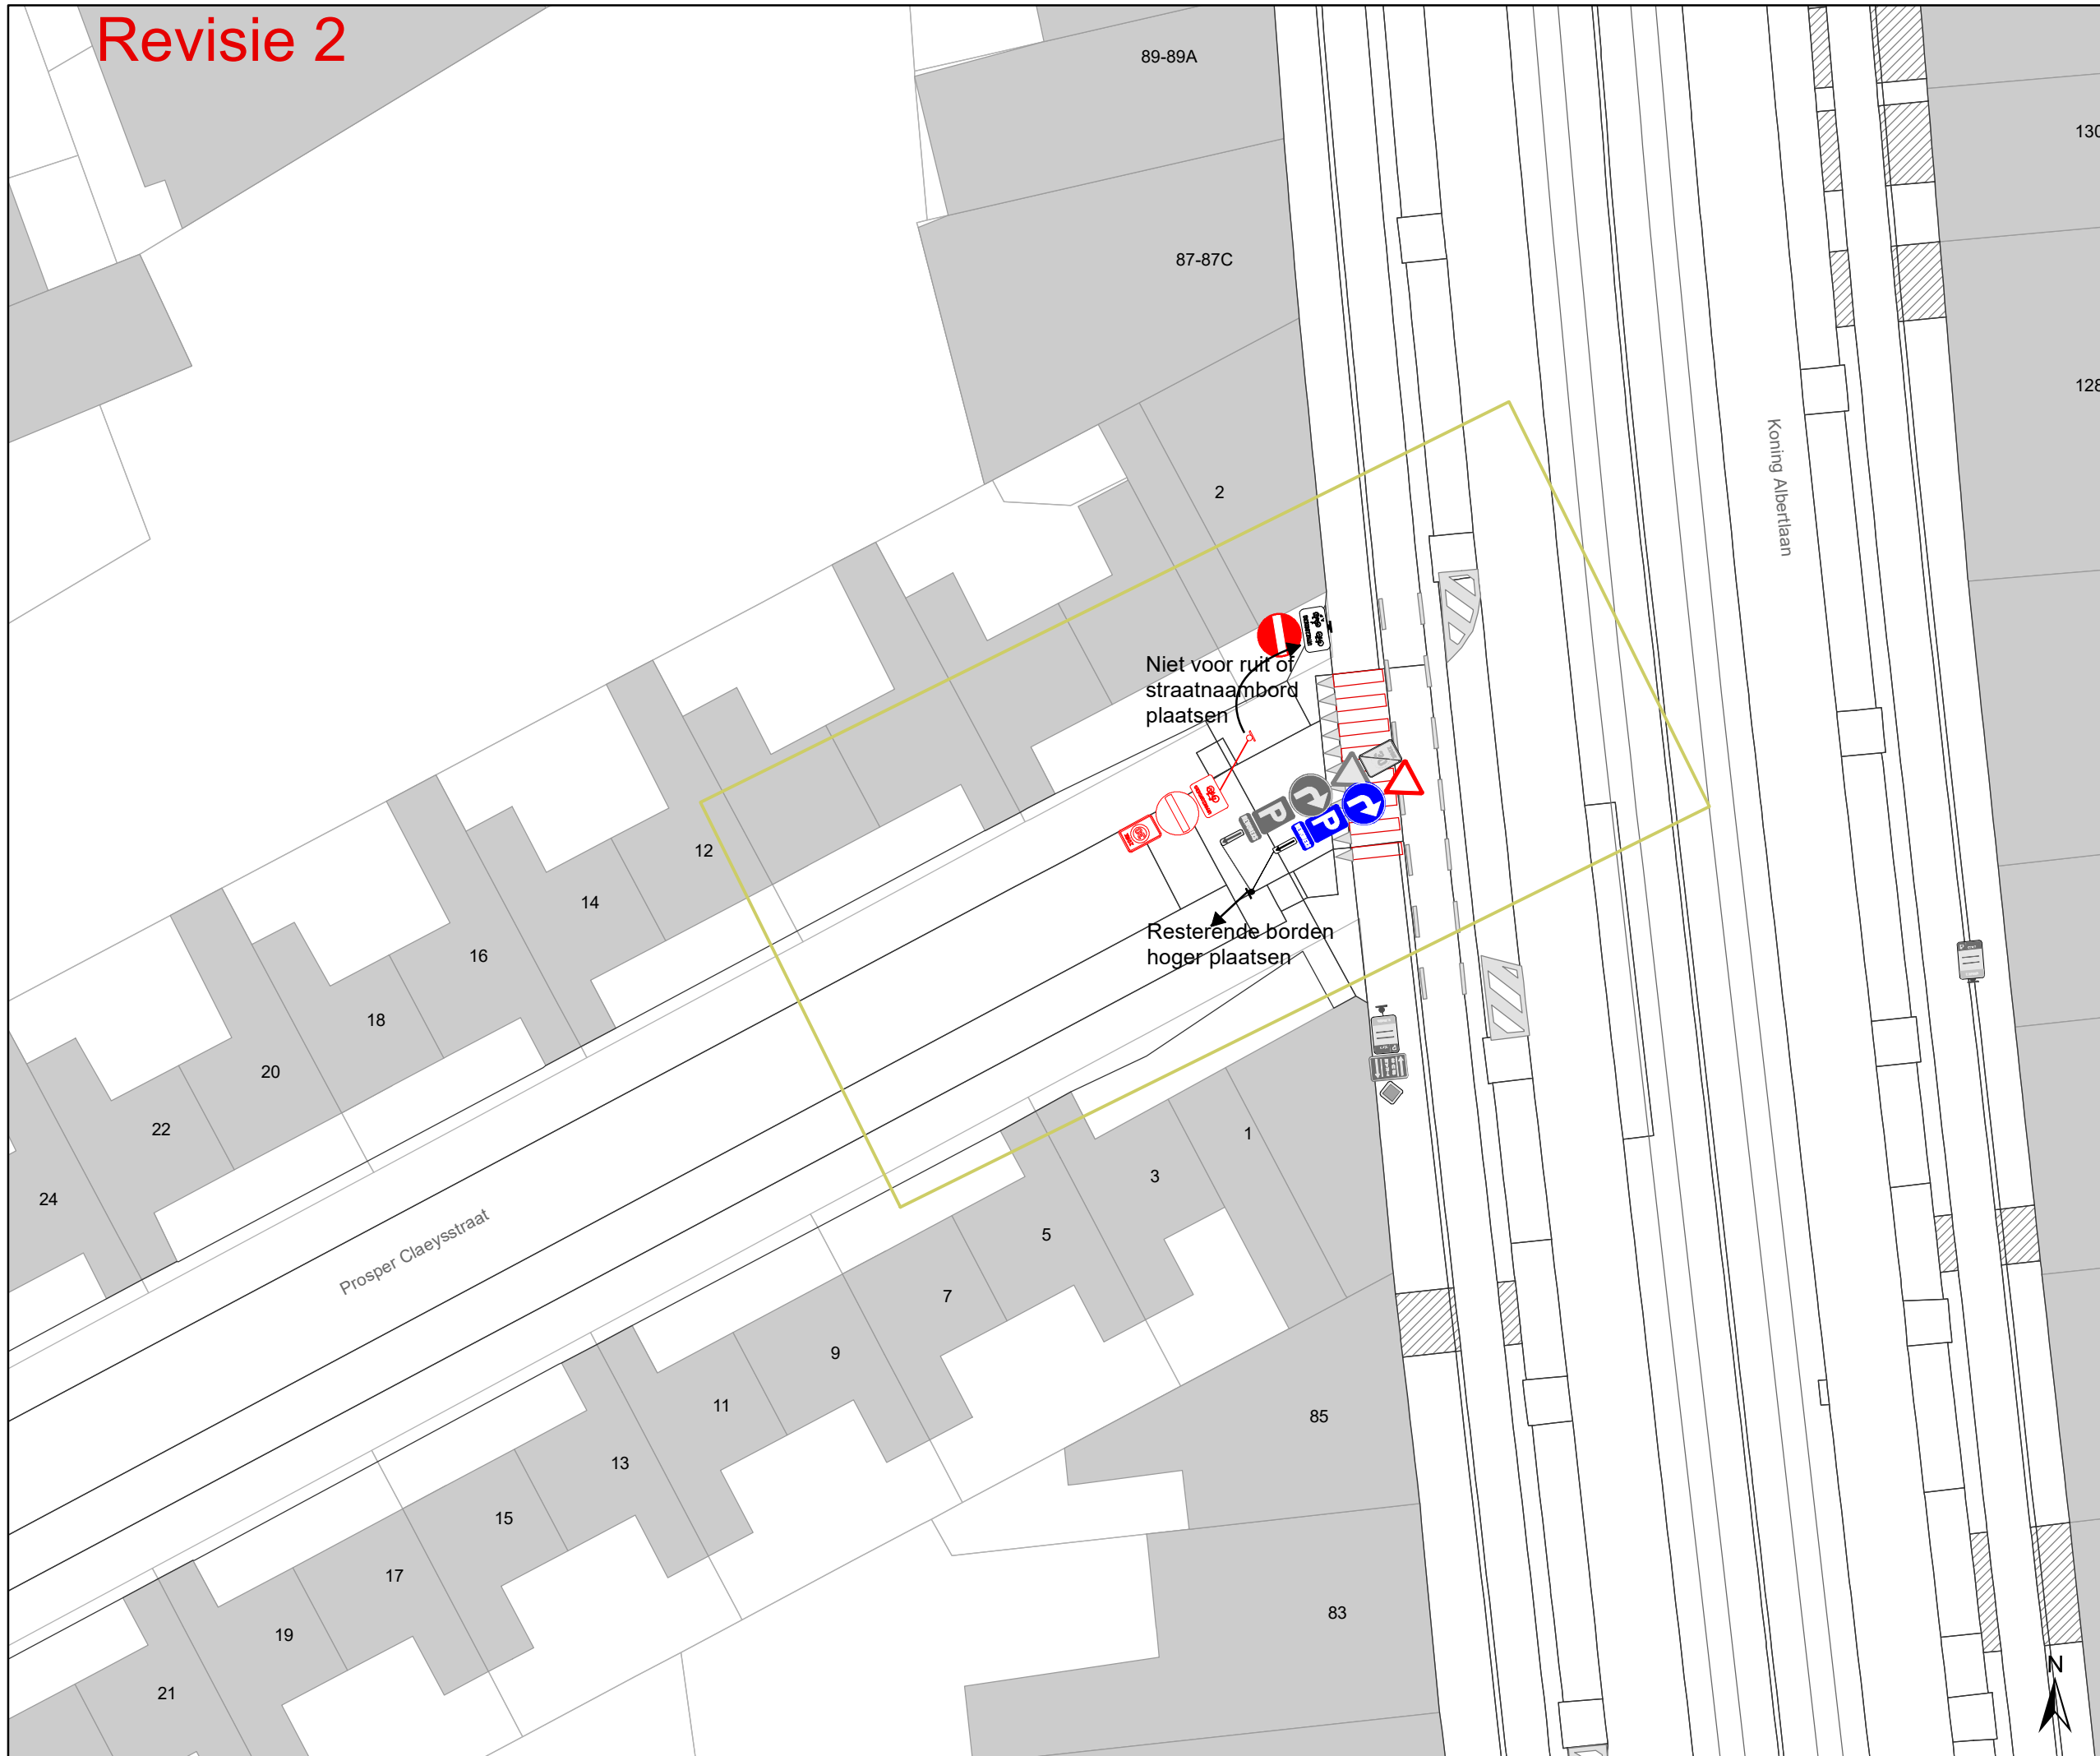 Revisie 2
89-89A
130
87-87C
128
Koning Albertlaan
2
Niet voor ruit of
straatnaambord
plaatsen
P
P
12
14
Resterende borden
hoger plaatsen
16
18
20
22
24
1
3
5
Prosper Claeysstraat
7
9
11
85
13
15
17
83
19
21
N